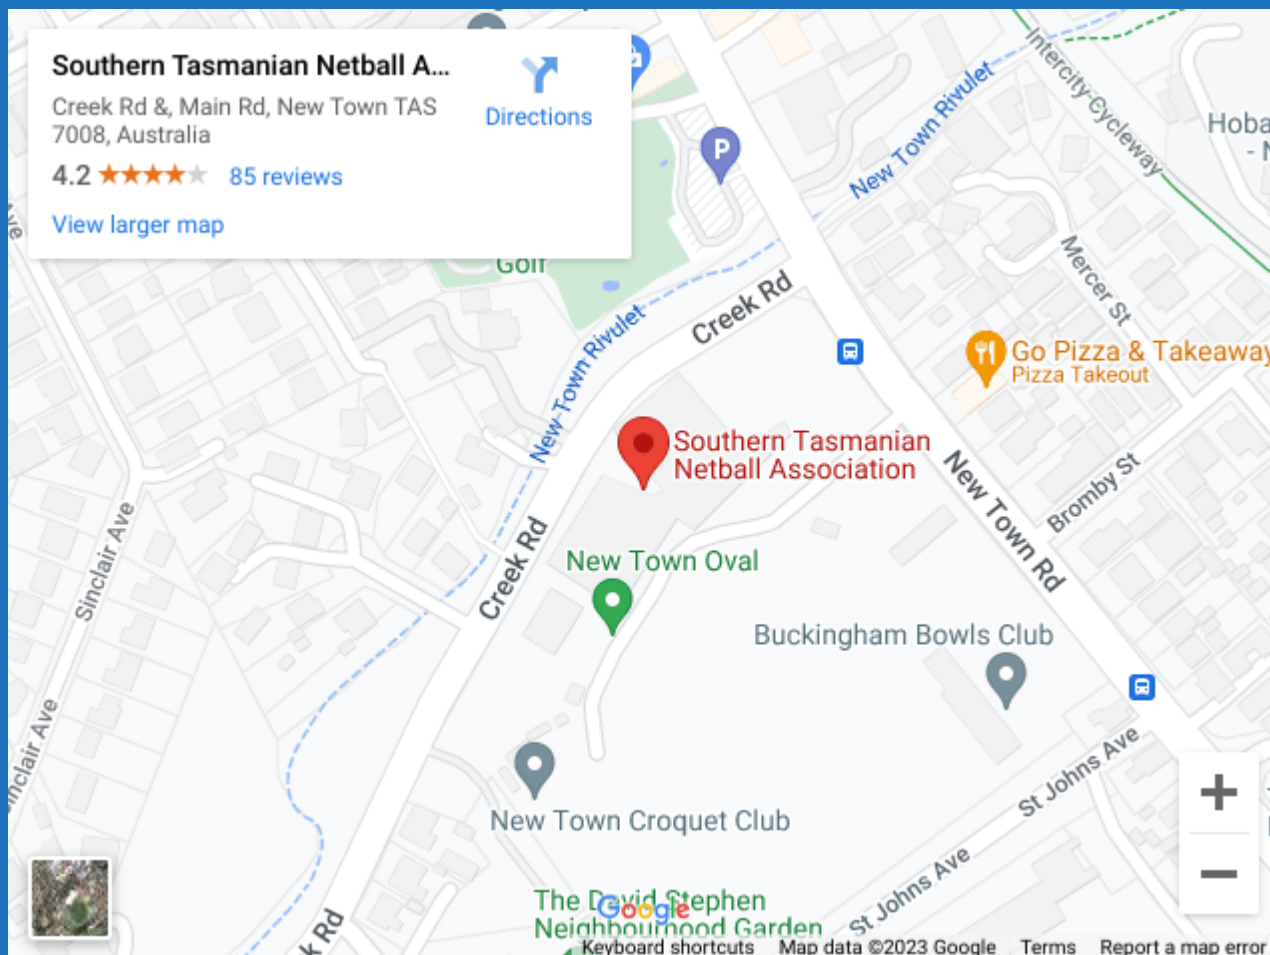 Southern Tasmanian Netball A...
Creek Rd &, Main Rd, New Town TAS
7008, Australia
4.2
85 reviews
View larger map
Directions
Golf
P
New Town Rivulet
Intercity Cycleway
Hoba
- N
Ave
Mercer St
Creek Rd
New Town Rivulet
Go Pizza & Takeaway
Pizza Takeout
Southern Tasmanian
Netball Association
New Town Rd
Bromby St
Sinclair Ave
Creek Rd
New Town Oval
Buckingham Bowls Club
Sinclair Ave
New Town Croquet Club
St Johns Ave
+
−
The David Stephen
Neighbourhood Garden
Google
St Johns Ave
k Rd
Keyboard shortcuts
Map data ©2023 Google
Terms
Report a map error